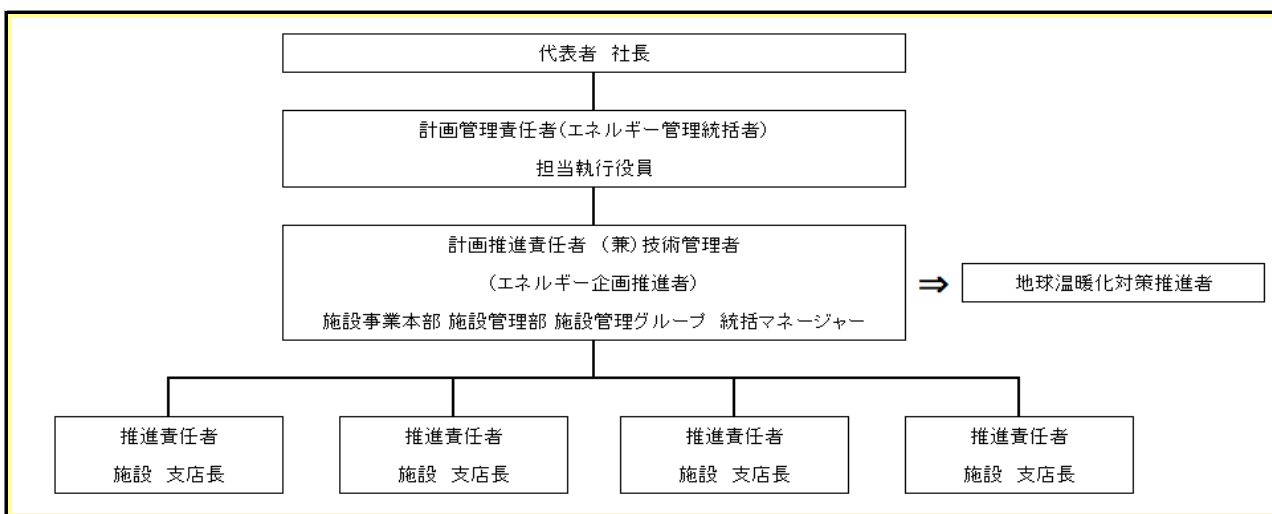 代表者 社長
計画管理責任者(エネルギー管理統括者)
担当執行役員
計画推進責任者 (兼)技術管理者
(エネルギー企画推進者)
施設事業本部 施設管理部 施設管理グループ 統括マネージャー
⇒
地球温暖化対策推進者
推進責任者
施設 支店長
推進責任者
施設 支店長
推進責任者
施設 支店長
推進責任者
施設 支店長